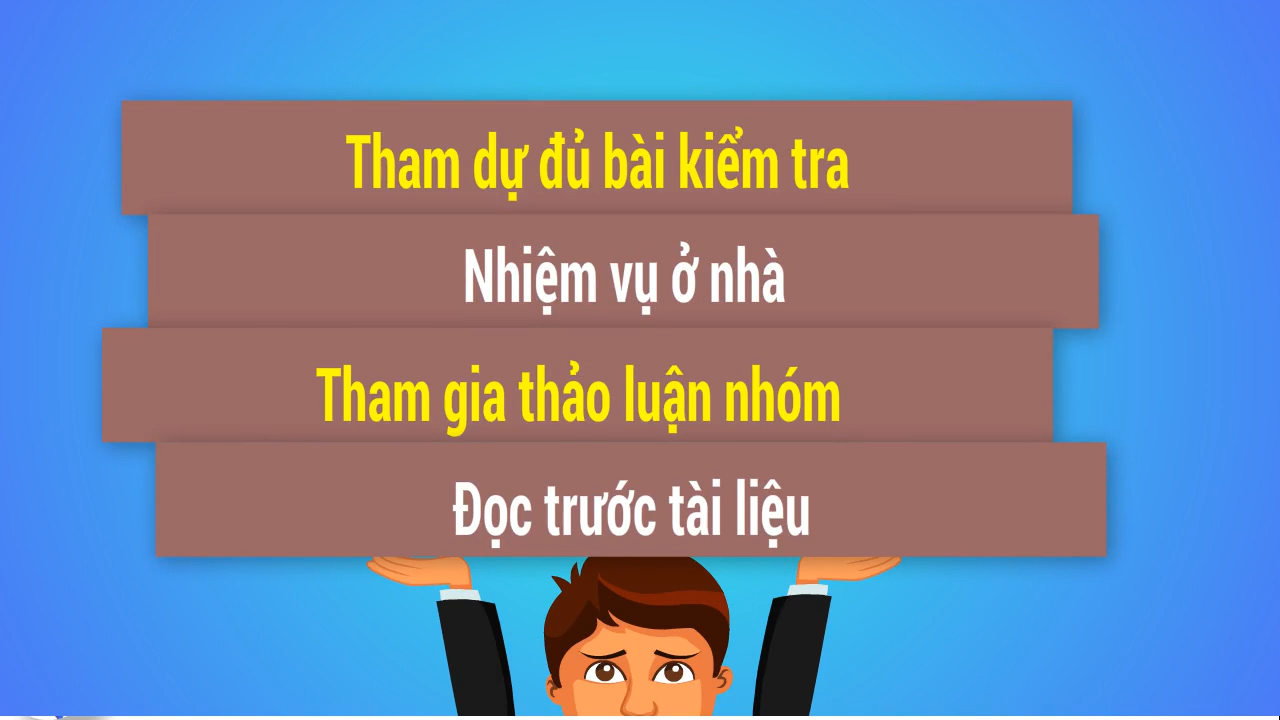 Tham dự đủ bài kiểm tra
Nhiệm vụ ở nhà
Tham gia thảo luận nhóm
Đọc trước tài liệu